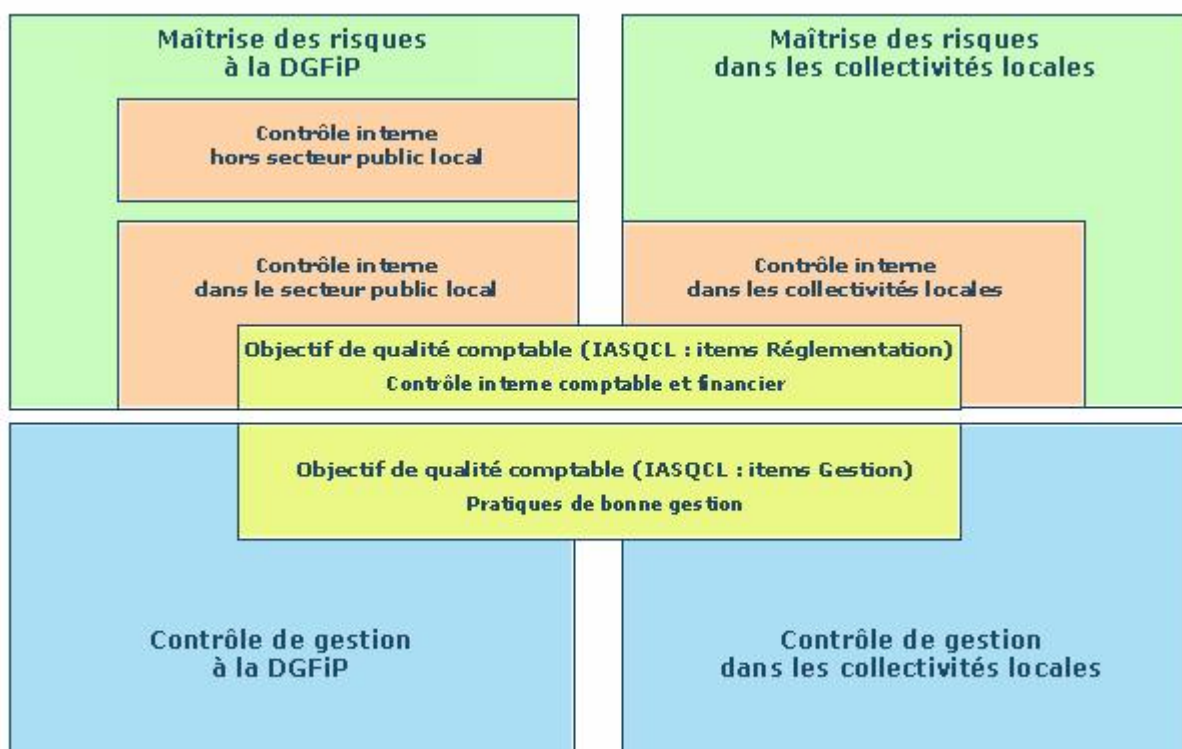 Maîtrise des risques
à la DGFiP
Maîtrise des risques
dans les collectivités locales
Contrôle interne
hors secteur public local
Contrôle interne
dans le secteur public local
Contrôle interne
dans les collectivités locales
Objectif de qualité comptable (IASQCL : items Réglementation)
Contrôle interne comptable et financier
Objectif de qualité comptable (IASQCL : items Gestion)
Pratiques de bonne gestion
Contrôle de gestion
à la DGFiP
Contrôle de gestion
dans les collectivités locales